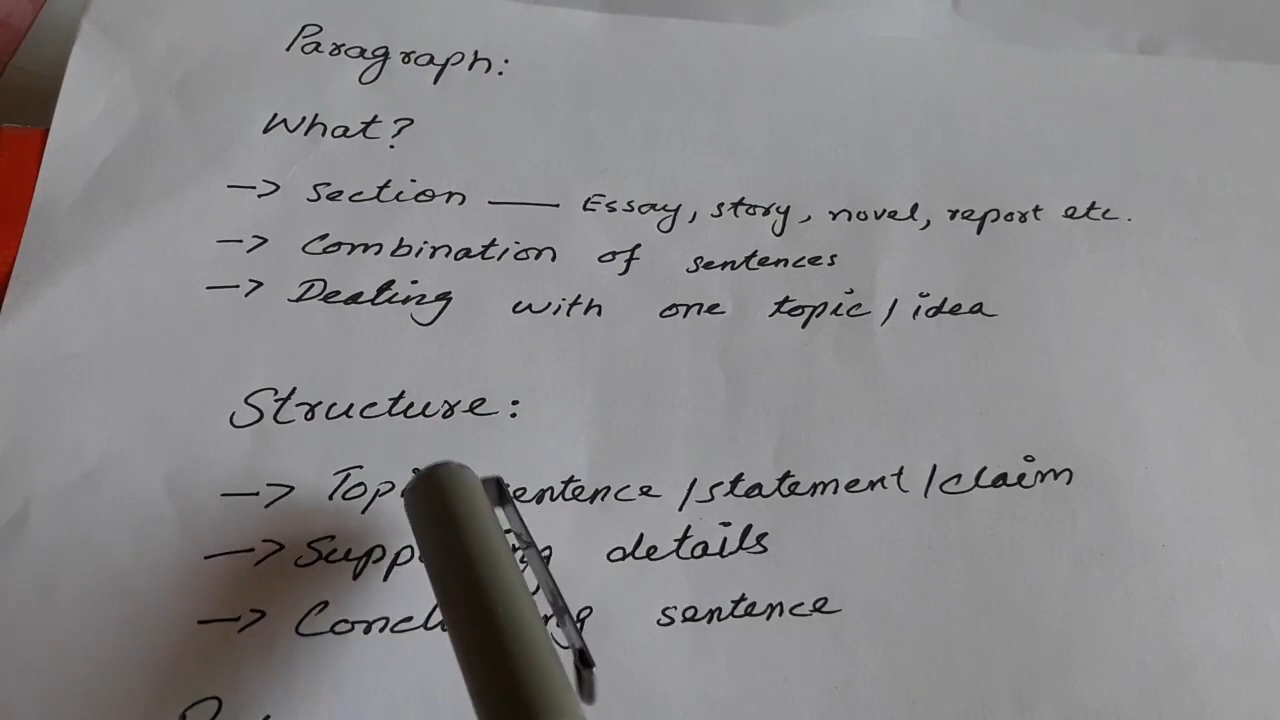 Paragraph:
What?
-> Section — Essay, story, novel, report etc.
-> Combination of sentences
-> Dealing with one topic / idea
Structure:
-> sentence / statement / claim
-> details
-> sentence